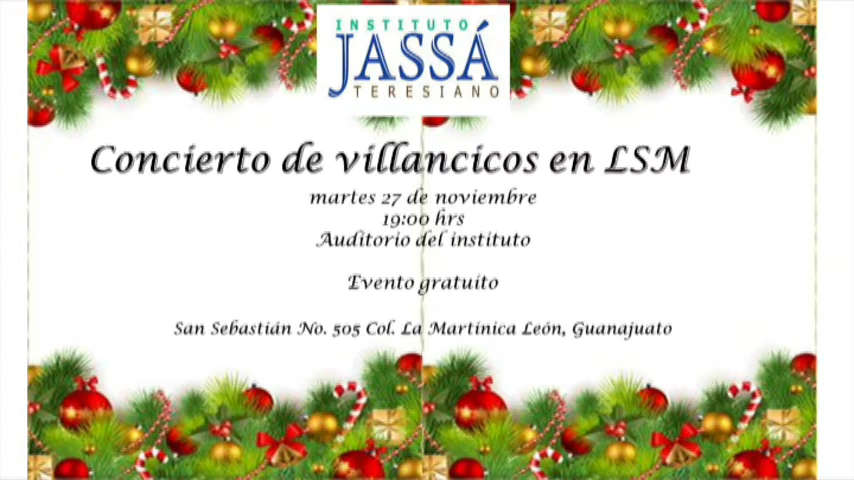 INSTITUTO
JASSÁ
TERESIANO
Concierto de villancicos en LSM
martes 27 de noviembre
19:00 hrs
Auditorio del instituto
Evento gratuito
San Sebastián No. 505 Col. La Martinica León, Guanajuato